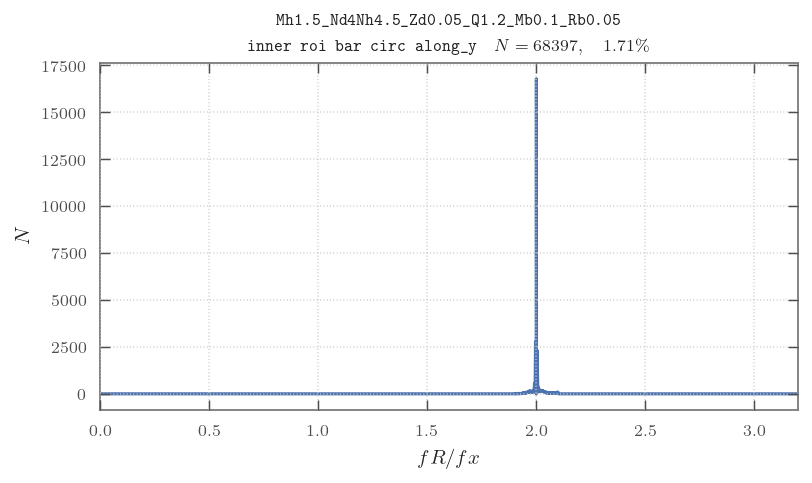 Mh1.5_Nd4Nh4.5_Zd0.05_Q1.2_Mb0.1_Rb0.05
inner roi bar circ along_y N = 68397, 1.71%
17500
15000
12500
10000
7500
5000
2500
0
N
0.0 0.5 1.0 1.5 2.0 2.5 3.0
fR/fx